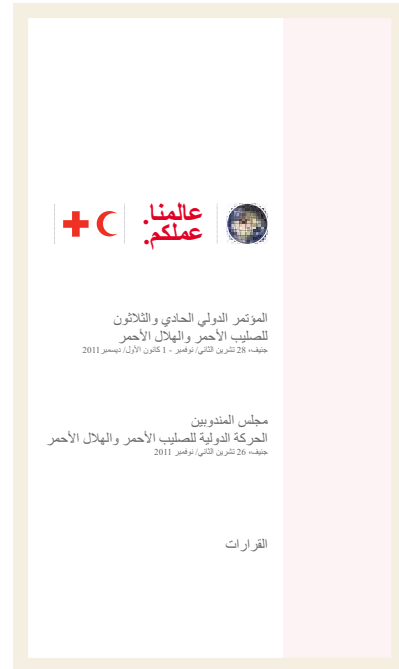 عالمنا.
عملكم.
المؤتمر الدولي الحادي والثلاثون
للصليب الأحمر والهلال الأحمر
جنيف، 28 تشرين الثاني/ نوفمبر - 1 كانون الأول/ ديسمبر 2011
مجلس المندوبين
الحركة الدولية للصليب الأحمر والهلال الأحمر
جنيف، 26 تشرين الثاني/ نوفمبر 2011
القرارات